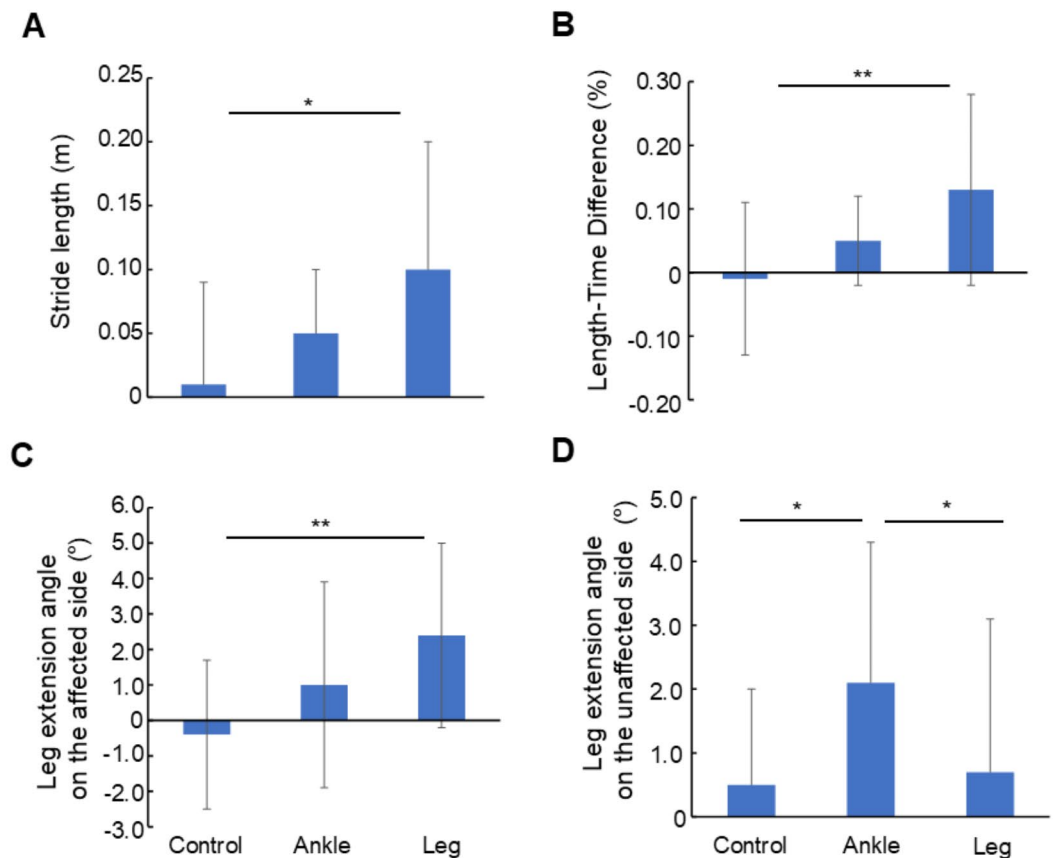 A
Stride length (m)
0.25
0.20
0.15
0.10
0.05
0
*
B
Length-Time Difference (%)
0.30
0.20
0.10
0
-0.10
-0.20
**
C
Leg extension angle
on the affected side (°)
6.0
5.0
4.0
3.0
2.0
1.0
0
-1.0
-2.0
-3.0
**
Control Ankle Leg
D
Leg extension angle
on the unaffected side (°)
5.0
4.0
3.0
2.0
1.0
0
* *
Control Ankle Leg